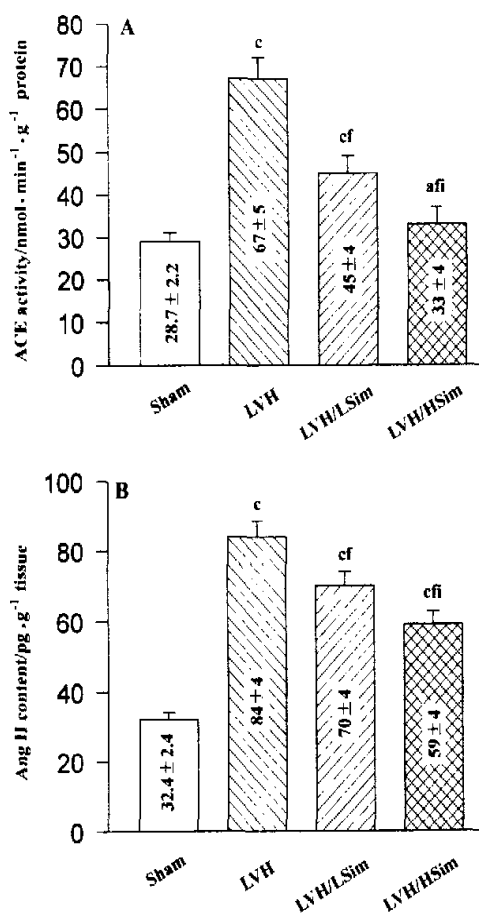 A
ACE activity/nmol·min⁻¹·g⁻¹ protein
80
70
60
50
40
30
20
10
0
c
cf
afi
28.7±2.2
67±5
45±4
33±4
Sham
LVH
LVH/LSim
LVH/HSim
B
Ang II content/pg·g⁻¹ tissue
100
80
60
40
20
0
c
cf
cfi
32.4±2.4
84±4
70±4
59±4
Sham
LVH
LVH/LSim
LVH/HSim